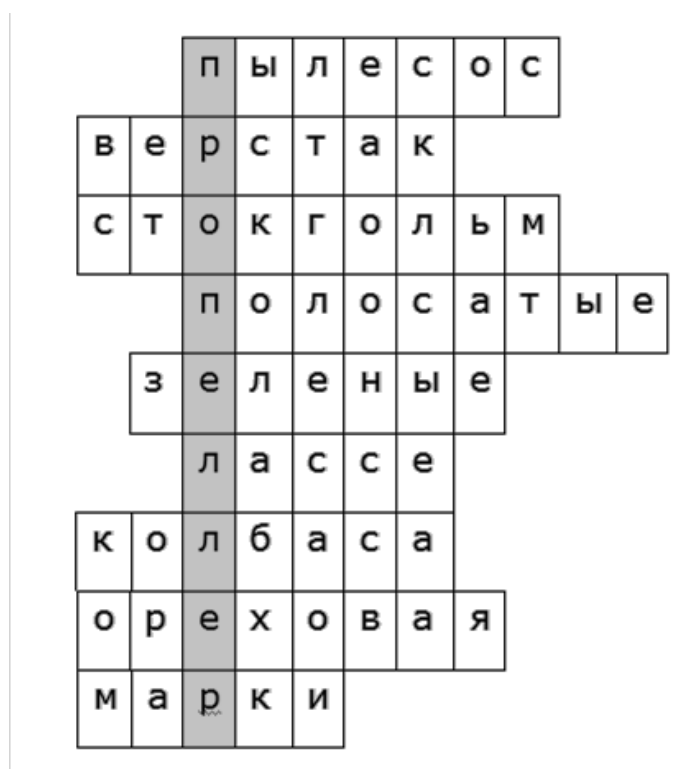 пылесос
верстак
стокгольм
полосатые
зеленые
лассе
колбаса
ореховая
марки